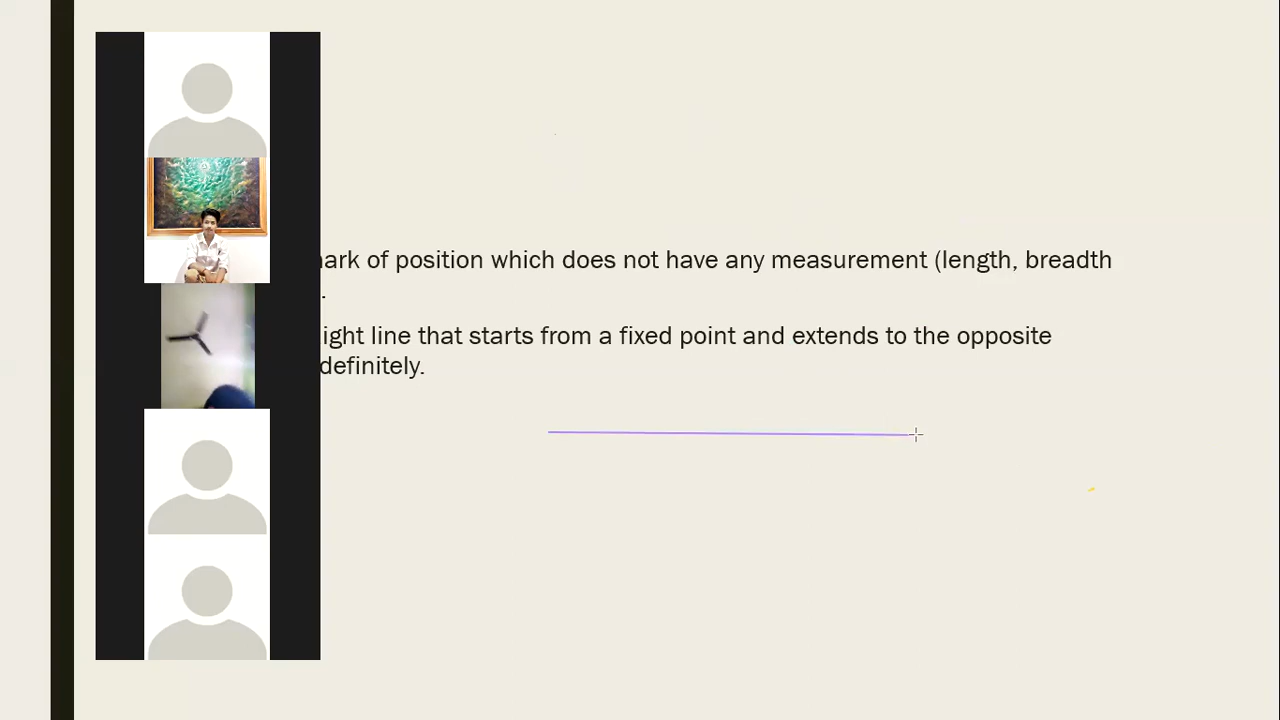 mark of position which does not have any measurement (length, breadth
.
ight line that starts from a fixed point and extends to the opposite
definitely.